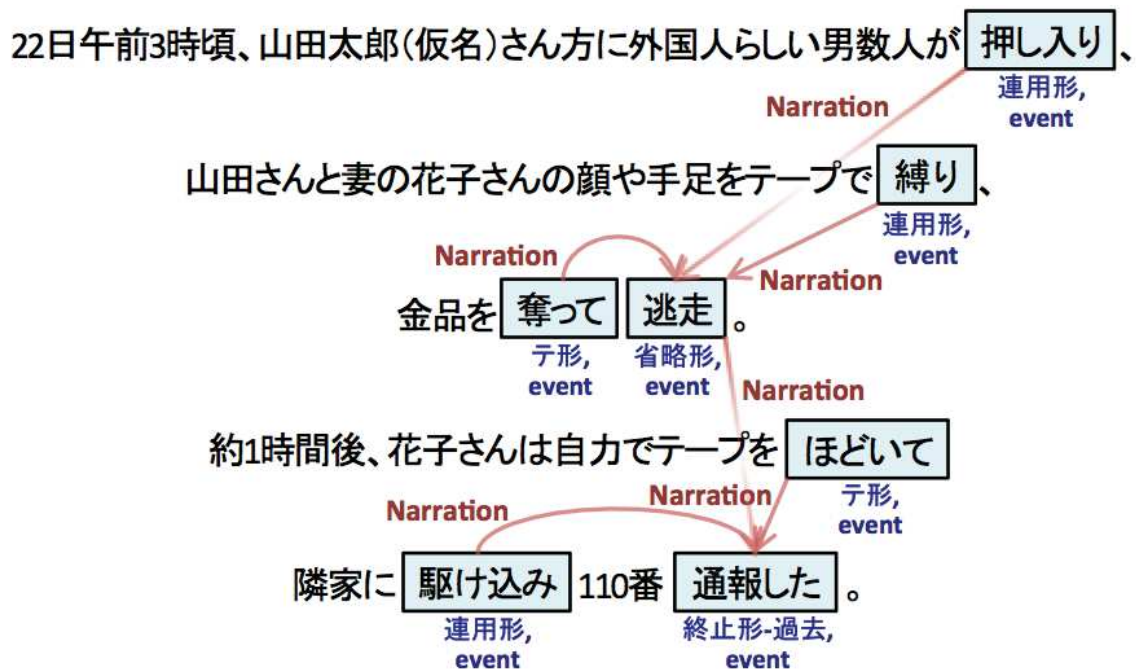 22日午前3時頃、山田太郎(仮名)さん方に外国人らしい男数人が 押し入り 、
Narration
連用形,
event
山田さんと妻の花子さんの顔や手足をテープで 縛り 、
連用形,
event
Narration
Narration
金品を 奪って 逃走 。
テ形,
event
省略形,
event
Narration
約1時間後、花子さんは自力でテープを ほどいて
テ形,
event
Narration
Narration
隣家に 駆け込み 110番 通報した 。
連用形,
event
終止形-過去,
event